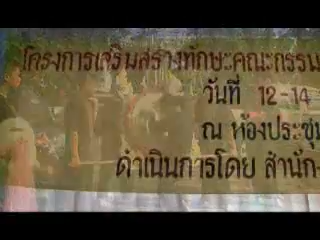 โครงการเสริมสร้างทักษะคณะกรรม
วันที่ 12-14
ณ ห้องประชุม
ดำเนินการโดย สำนัก